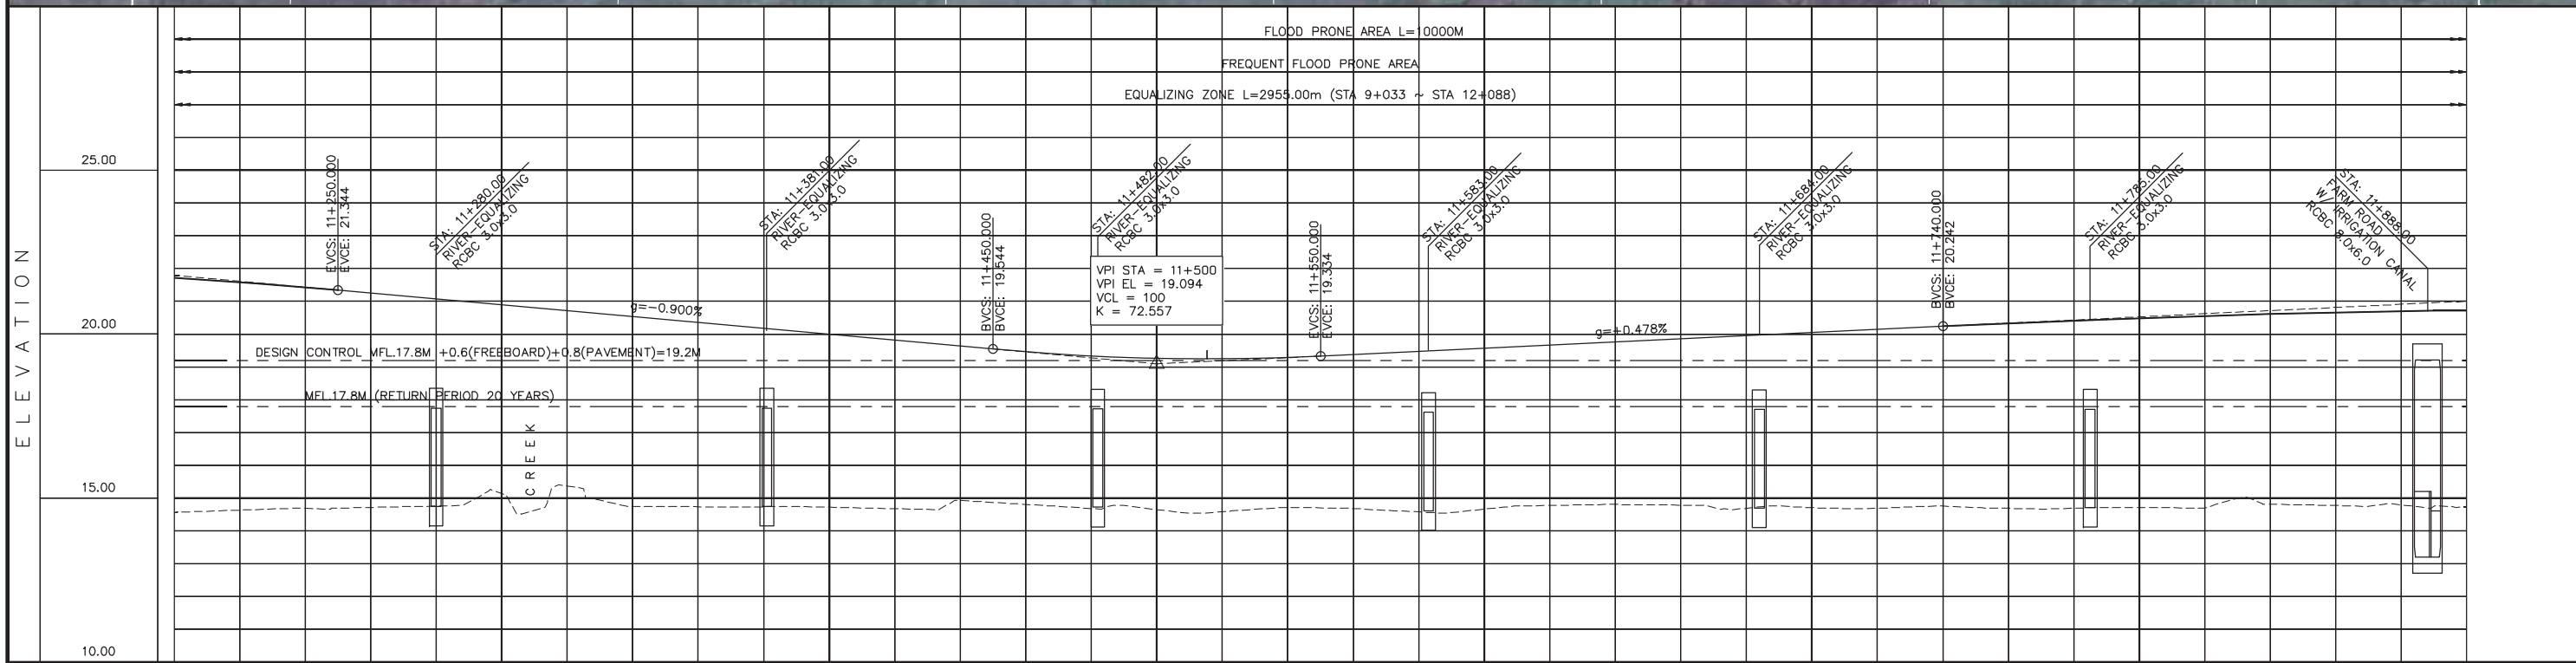 FLOOD PRONE AREA L=10000M
FREQUENT FLOOD PRONE AREA
EQUALIZING ZONE L=2955.00m (STA 9+033 ~ STA 12+088)
ELEVATION
25.00
20.00
15.00
10.00
EVCS: 11+250.000
EVCE: 21.344
STA: 11+280.00
RIVER-EQUALIZING
RCBC 3.0x3.0
g=-0.900%
STA: 11+381.00
RIVER-EQUALIZING
RCBC 3.0x3.0
BVCS: 11+450.000
BVCE: 19.544
STA: 11+482.00
RIVER-EQUALIZING
RCBC 3.0x3.0
VPI STA = 11+500
VPI EL = 19.094
VCL = 100
K = 72.557
EVCS: 11+550.000
EVCE: 19.334
STA: 11+583.00
RIVER-EQUALIZING
RCBC 3.0x3.0
g=+0.478%
STA: 11+684.00
RIVER-EQUALIZING
RCBC 3.0x3.0
BVCS: 11+740.000
BVCE: 20.242
STA: 11+785.00
RIVER-EQUALIZING
RCBC 3.0x3.0
STA: 11+888.00
FARM ROAD
W/ IRRIGATION CANAL
RCBC 8.0x6.0
DESIGN CONTROL MFL.17.8M +0.6(FREEBOARD)+0.8(PAVEMENT)=19.2M
MFL.17.8M (RETURN PERIOD 20 YEARS)
CREEK